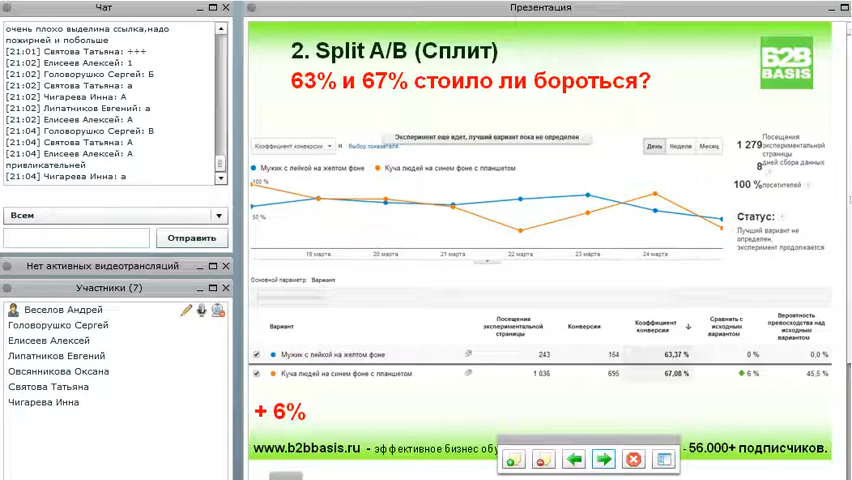 Чат
очень плохо выделина ссылка,надо
пожирней и побольше
[21:01] Святова Татьяна: +++
[21:02] Елисеев Алексей: 1
[21:02] Головорушко Сергей: Б
[21:02] Святова Татьяна: а
[21:02] Чигарева Инна: А
[21:02] Липатников Евгений: а
[21:02] Елисеев Алексей: А
[21:04] Головорушко Сергей: В
[21:04] Святова Татьяна: А
[21:04] Елисеев Алексей: А
привликательней
[21:04] Чигарева Инна: а
Всем
Отправить
Нет активных видеотрансляций
Участники (7)
Веселов Андрей
Головорушко Сергей
Елисеев Алексей
Липатников Евгений
Овсянникова Оксана
Святова Татьяна
Чигарева Инна
Презентация
2. Split A/B (Сплит)
63% и 67% стоило ли бороться?
B2B
BASIS
Эксперимент еще идет, лучший вариант пока не определен
Коэффициент конверсии и Выбор показателя
День Недели Месяц
Мужик с лейкой на желтом фоне Куча людей на синем фоне с планшетом
100 %
50 %
19 марта 20 марта 21 марта 22 марта 23 марта 24 марта
1 279 Посещения экспериментальной страницы
8 дней сбора данных
100 % посетителей
Статус:
Лучший вариант не
определен,
эксперимент продолжается
Основной параметр: Вариант
Вариант Посещения экспериментальной страницы Конверсии Коэффициент конверсии Сравнить с исходным вариантом Вероятность превосходства над исходным вариантом
Мужик с лейкой на желтом фоне 243 154 63,37 % 0 % 0,0 %
Куча людей на синем фоне с планшетом 1 036 695 67,08 % 6 % 45,5 %
+ 6%
www.b2bbasis.ru - эффективное бизнес обу - 56.000+ подписчиков.